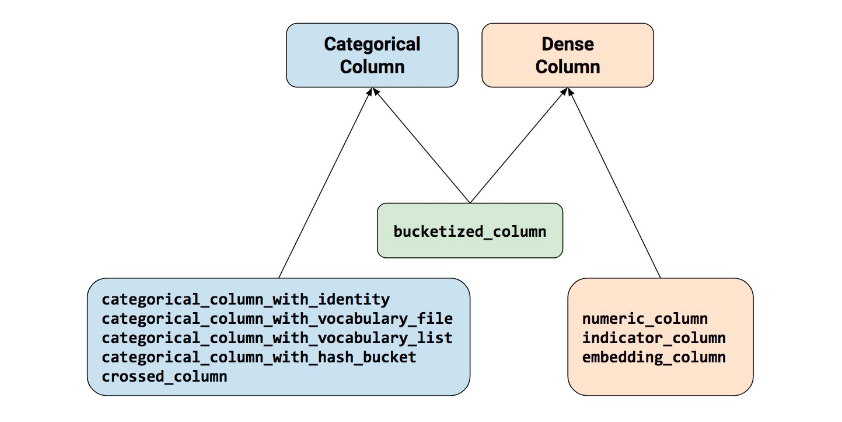 Categorical
Column
Dense
Column
bucketized_column
categorical_column_with_identity
categorical_column_with_vocabulary_file
categorical_column_with_vocabulary_list
categorical_column_with_hash_bucket
crossed_column
numeric_column
indicator_column
embedding_column